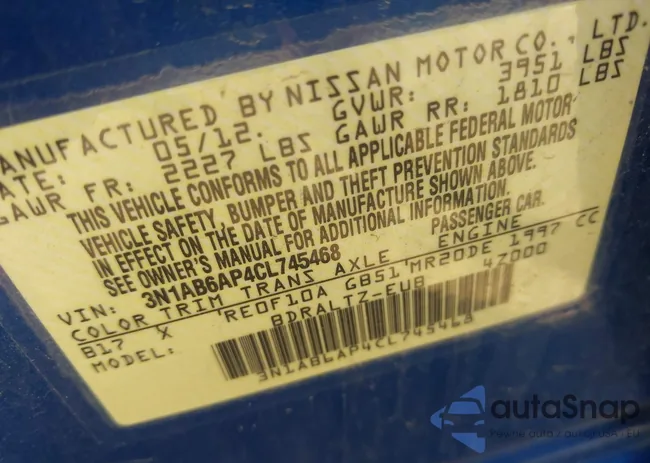 MANUFACTURED BY NISSAN MOTOR CO., LTD.
DATE: 05/12. GVWR: 3951 LBS
GAWR FR: 2227 LBS GAWR RR: 1810 LBS
THIS VEHICLE CONFORMS TO ALL APPLICABLE FEDERAL MOTOR
VEHICLE SAFETY, BUMPER AND THEFT PREVENTION STANDARDS
IN EFFECT ON THE DATE OF MANUFACTURE SHOWN ABOVE.
SEE OWNER'S MANUAL FOR ADDITIONAL INFORMATION.
VIN: 3N1AB6AP4CL745468 PASSENGER CAR.
COLOR TRIM TRANS AXLE ENGINE
B17 X RE0F10A GB51 MR20DE 1997 CC
MODEL: BDRALTZ-EUB 47000
3N1AB6AP4CL745468
autoSnap